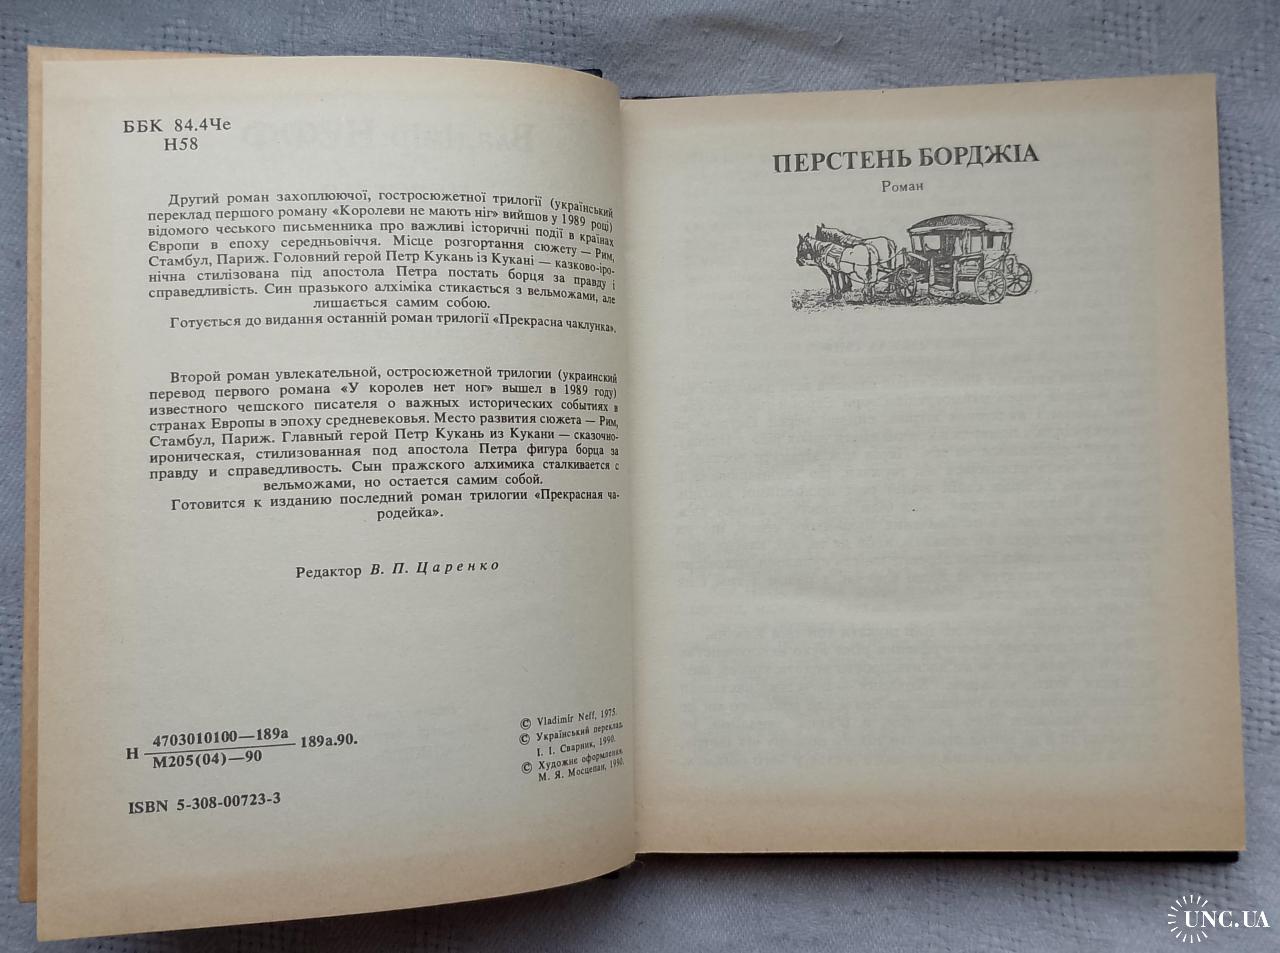 ББК 84.4Че
Н58
Другий роман захоплюючої, гостросюжетної трилогії (український
переклад першого роману «Королеви не мають ніг» вийшов у 1989 році)
відомого чеського письменника про важливі історичні події в країнах
Європи в епоху середньовіччя. Місце розгортання сюжету — Рим,
Стамбул, Париж. Головний герой Петр Кукань із Кукані — казково-іро-
нічна стилізована під апостола Петра постать борця за правду і
справедливість. Син празького алхіміка стикається з вельможами, але
лишається самим собою.
Готується до видання останній роман трилогії «Прекрасна чаклунка».
Второй роман увлекательной, остросюжетной трилогии (украинский
перевод первого романа «У королев нет ног» вышел в 1989 году)
известного чешского писателя о важных исторических событиях в
странах Европы в эпоху средневековья. Место развития сюжета — Рим,
Стамбул, Париж. Главный герой Петр Кукань из Кукани — сказочно-
ироническая, стилизованная под апостола Петра фигура борца за
правду и справедливость. Сын пражского алхимика сталкивается с
вельможами, но остается самим собой.
Готовится к изданию последний роман трилогии «Прекрасная ча-
родейка».
Редактор В. П. Царенко
Н 4703010100—189а
М205(04)—90 189а.90.
ISBN 5-308-00723-3
© Vladimír Neff, 1975.
© Український переклад.
І. І. Сварник, 1990.
© Художнє оформлення.
М. Я. Мосцепан, 1990.
ПЕРСТЕНЬ БОРДЖІА
Роман
UNC.UA